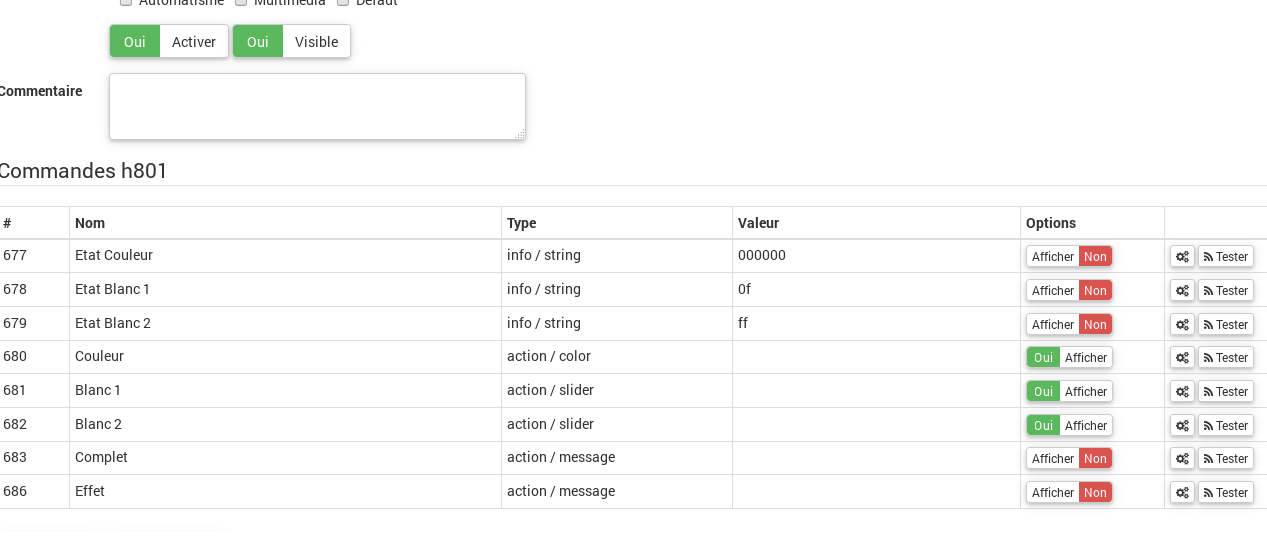 Automatisme Multimédia Défaut
Oui Activer Oui Visible
Commentaire
Commandes h801
# Nom Type Valeur Options
677 Etat Couleur info / string 000000 Afficher Non Tester
678 Etat Blanc 1 info / string 0f Afficher Non Tester
679 Etat Blanc 2 info / string ff Afficher Non Tester
680 Couleur action / color Oui Afficher Tester
681 Blanc 1 action / slider Oui Afficher Tester
682 Blanc 2 action / slider Oui Afficher Tester
683 Complet action / message Afficher Non Tester
686 Effet action / message Afficher Non Tester